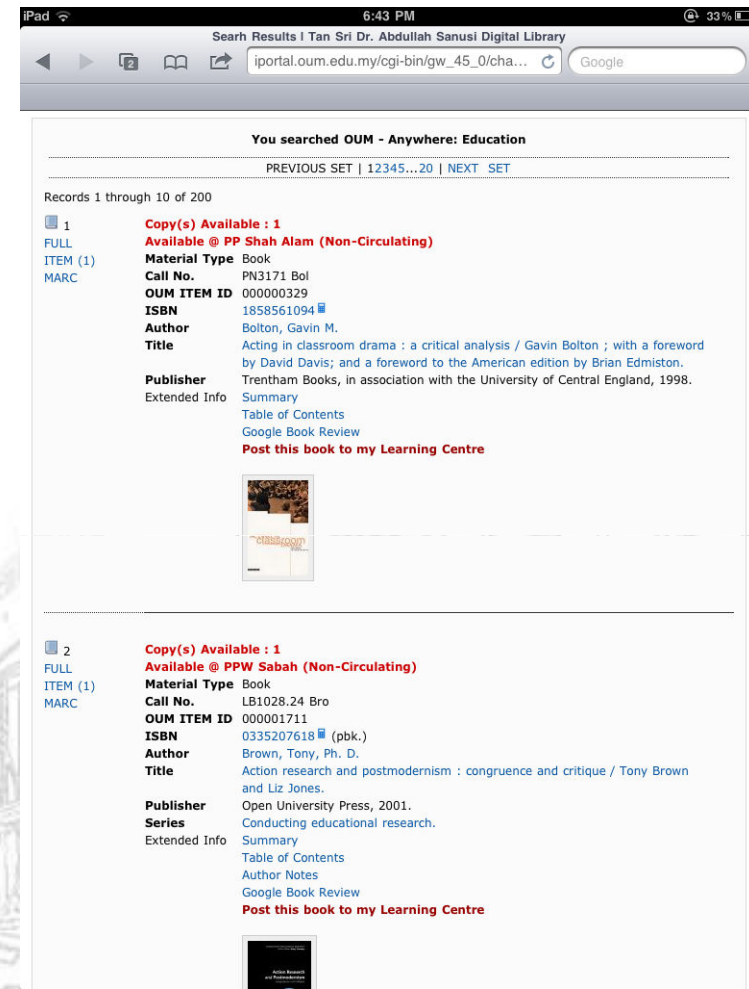 iPad 6:43 PM 33%
Searh Results | Tan Sri Dr. Abdullah Sanusi Digital Library
2 iportal.oum.edu.my/cgi-bin/gw_45_0/cha... Google
You searched OUM - Anywhere: Education
PREVIOUS SET | 12345...20 | NEXT SET
Records 1 through 10 of 200
1 Copy(s) Available : 1
FULL Available @ PP Shah Alam (Non-Circulating)
ITEM (1) Material Type Book
MARC Call No. PN3171 Bol
OUM ITEM ID 000000329
ISBN 1858561094
Author Bolton, Gavin M.
Title Acting in classroom drama : a critical analysis / Gavin Bolton ; with a foreword
by David Davis; and a foreword to the American edition by Brian Edmiston.
Publisher Trentham Books, in association with the University of Central England, 1998.
Extended Info Summary
Table of Contents
Google Book Review
Post this book to my Learning Centre
classroom
2 Copy(s) Available : 1
FULL Available @ PPW Sabah (Non-Circulating)
ITEM (1) Material Type Book
MARC Call No. LB1028.24 Bro
OUM ITEM ID 000001711
ISBN 0335207618 (pbk.)
Author Brown, Tony, Ph. D.
Title Action research and postmodernism : congruence and critique / Tony Brown
and Liz Jones.
Publisher Open University Press, 2001.
Series Conducting educational research.
Extended Info Summary
Table of Contents
Author Notes
Google Book Review
Post this book to my Learning Centre
Action Research
and Postmodernism